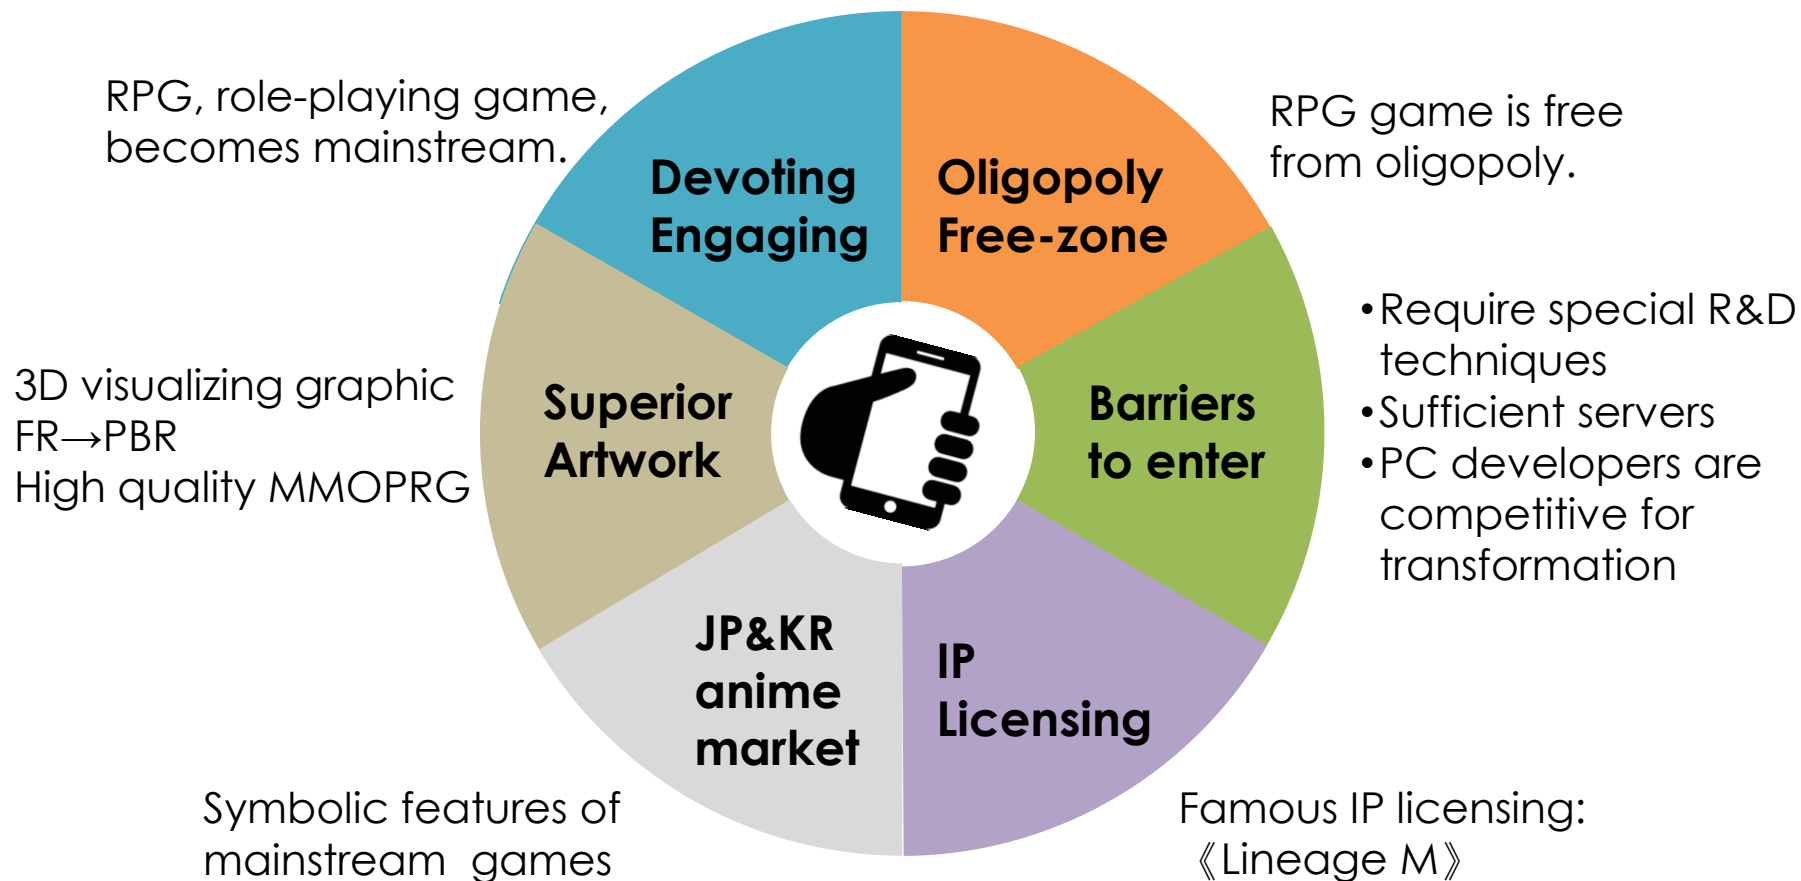 RPG, role-playing game,
becomes mainstream.
Devoting
Engaging
Oligopoly
Free-zone
RPG game is free
from oligopoly.
3D visualizing graphic
FR→PBR
High quality MMOPRG
Superior
Artwork
Barriers
to enter
•Require special R&D
techniques
•Sufficient servers
•PC developers are
competitive for
transformation
JP&KR
anime
market
IP
Licensing
Symbolic features of
mainstream games
Famous IP licensing:
《Lineage M》